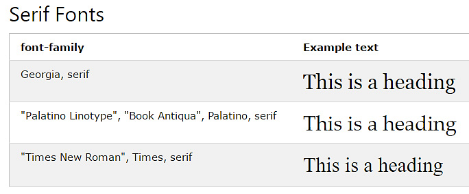 Serif Fonts
font-family Example text
Georgia, serif This is a heading
"Palatino Linotype", "Book Antiqua", Palatino, serif This is a heading
"Times New Roman", Times, serif This is a heading